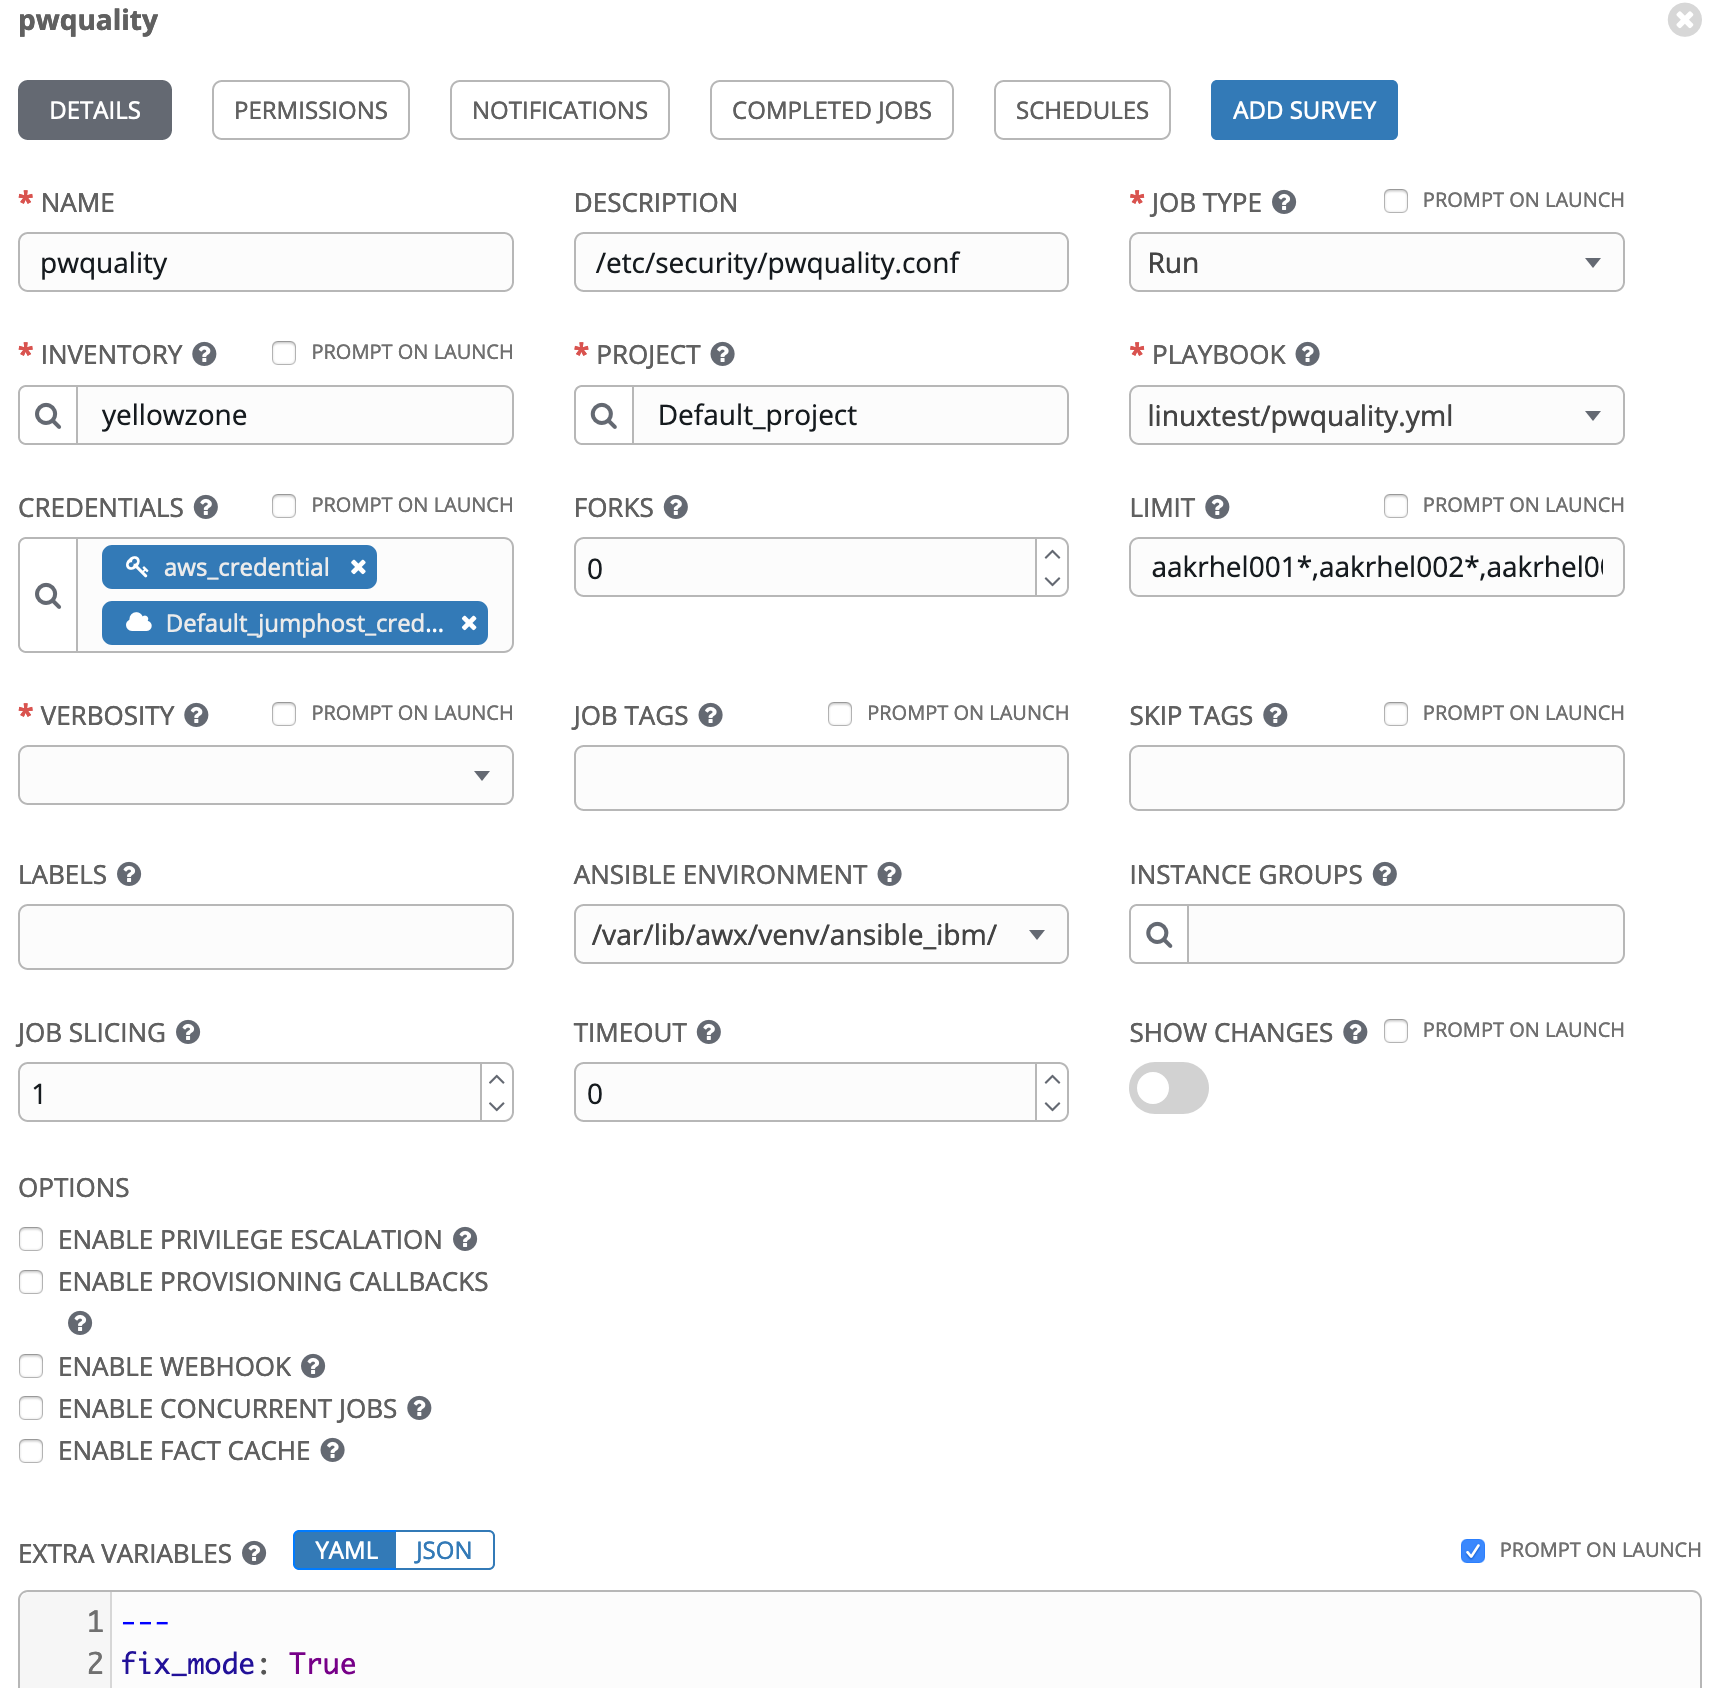 pwquality
DETAILS PERMISSIONS NOTIFICATIONS COMPLETED JOBS SCHEDULES ADD SURVEY
* NAME DESCRIPTION * JOB TYPE ? PROMPT ON LAUNCH
pwquality /etc/security/pwquality.conf Run
* INVENTORY ? PROMPT ON LAUNCH * PROJECT ? * PLAYBOOK ?
yellowzone Default_project linuxtest/pwquality.yml
CREDENTIALS ? PROMPT ON LAUNCH FORKS ? LIMIT ? PROMPT ON LAUNCH
aws_credential 0 aakrhel001*,aakrhel002*,aakrhel00
Default_jumphost_cred...
* VERBOSITY ? PROMPT ON LAUNCH JOB TAGS ? PROMPT ON LAUNCH SKIP TAGS ? PROMPT ON LAUNCH
LABELS ? ANSIBLE ENVIRONMENT ? INSTANCE GROUPS ?
/var/lib/awx/venv/ansible_ibm/
JOB SLICING ? TIMEOUT ? SHOW CHANGES ? PROMPT ON LAUNCH
1 0
OPTIONS
ENABLE PRIVILEGE ESCALATION ?
ENABLE PROVISIONING CALLBACKS
?
ENABLE WEBHOOK ?
ENABLE CONCURRENT JOBS ?
ENABLE FACT CACHE ?
EXTRA VARIABLES ? YAML JSON PROMPT ON LAUNCH
1 ---
2 fix_mode: True